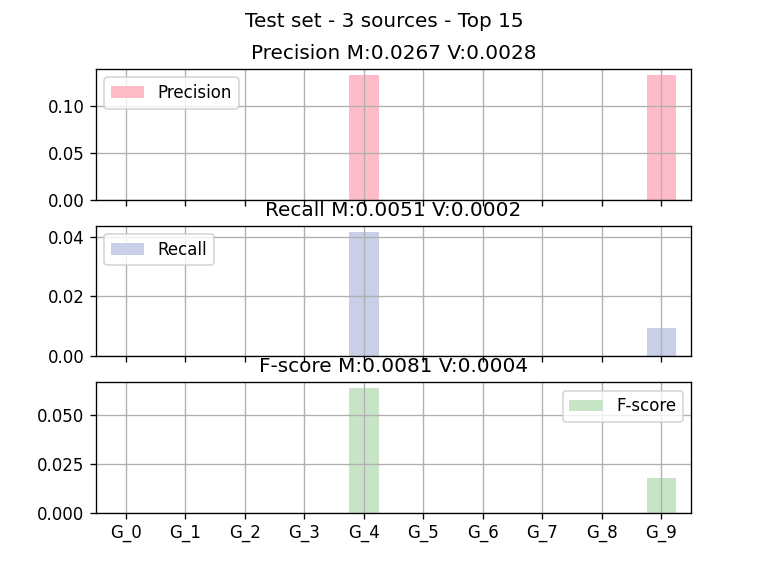 Test set - 3 sources - Top 15
Precision M:0.0267 V:0.0028
Precision
0.10
0.05
0.00
Recall M:0.0051 V:0.0002
Recall
0.04
0.02
0.00
F-score M:0.0081 V:0.0004
F-score
0.050
0.025
0.000
G_0 G_1 G_2 G_3 G_4 G_5 G_6 G_7 G_8 G_9